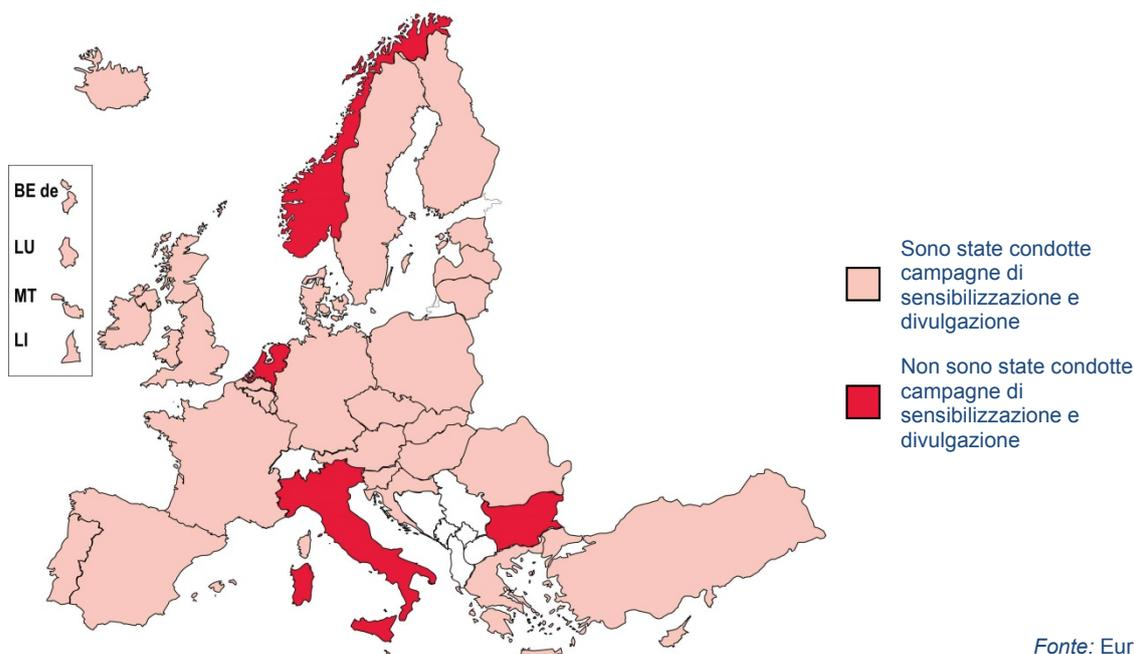 BE de
LU
MT
LI
Sono state condotte
campagne di
sensibilizzazione e
divulgazione
Non sono state condotte
campagne di
sensibilizzazione e
divulgazione
Fonte: Eur